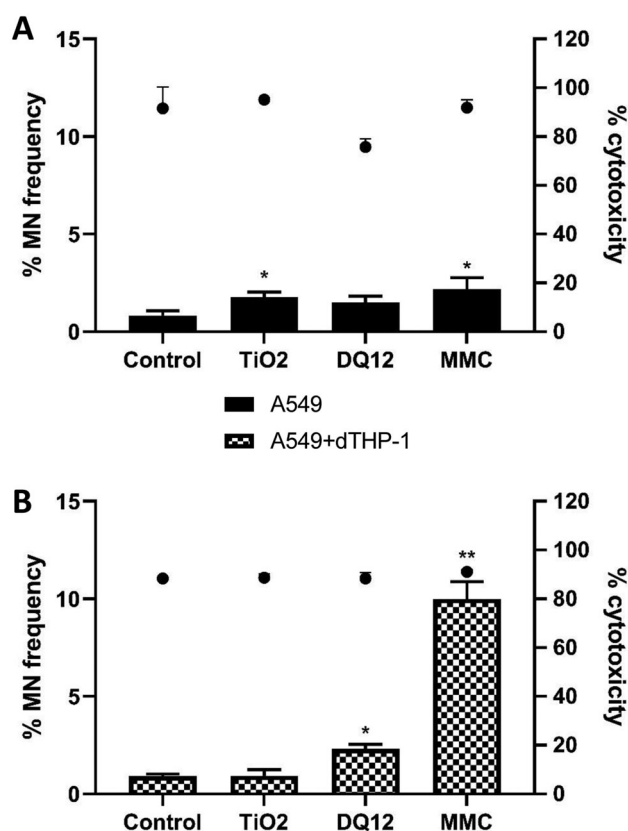 A
% MN frequency
15
10
5
0
120
100
80
60
40
20
0
% cytotoxicity
*
*
Control TiO2 DQ12 MMC
A549
A549+dTHP-1
B
% MN frequency
15
10
5
0
120
100
80
60
40
20
0
% cytotoxicity
*
**
Control TiO2 DQ12 MMC